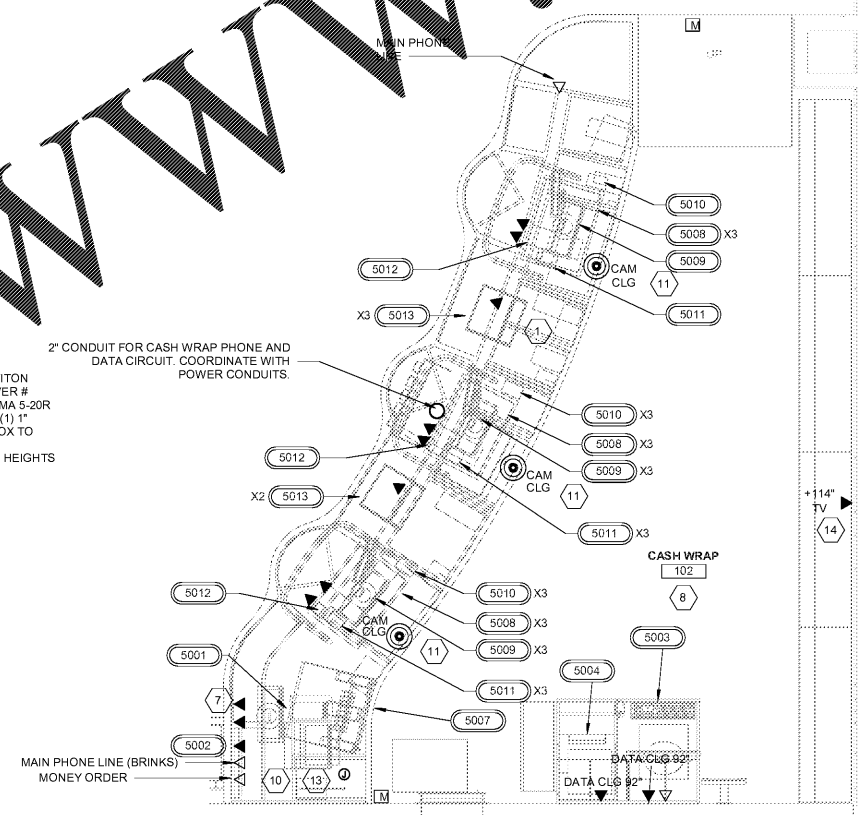 WWW.
MAIN PHONE
LINE
M
5010
5008 X3
5009
CAM
CLG
11
5011
5012
X3 5013
1
2" CONDUIT FOR CASH WRAP PHONE AND
DATA CIRCUIT. COORDINATE WITH
POWER CONDUITS.
MA 5-20R
(1) 1"
OX TO
HEIGHTS
5010 X3
5008 X3
5009 X3
5012
CAM
CLG
11
X2 5013
5011 X3
+114"
TV
14
CASH WRAP
102
8
5012
5010 X3
5008 X3
CAM
CLG
11
5009 X3
5011 X3
5001
5003
5004
7
5007
5002
MAIN PHONE LINE (BRINKS)
MONEY ORDER
10
13
J
M
DATA CLG 92"
DATA CLG 92"